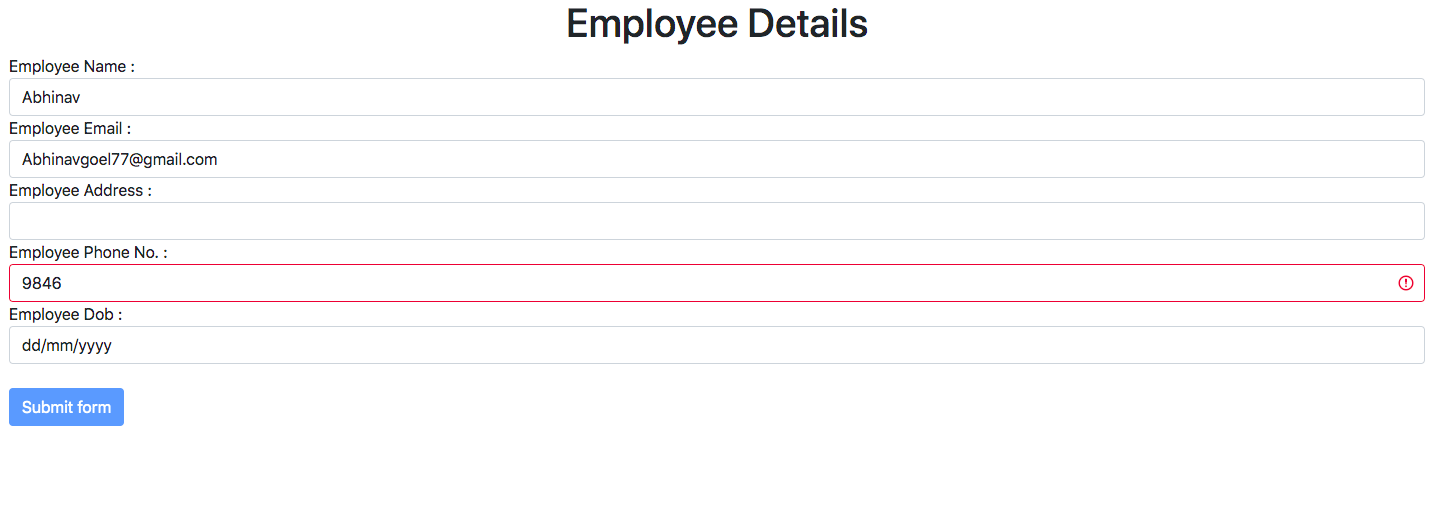 Employee Details
Employee Name :
Abhinav
Employee Email :
Abhinavgoel77@gmail.com
Employee Address :
Employee Phone No. :
9846
Employee Dob :
dd/mm/yyyy
Submit form